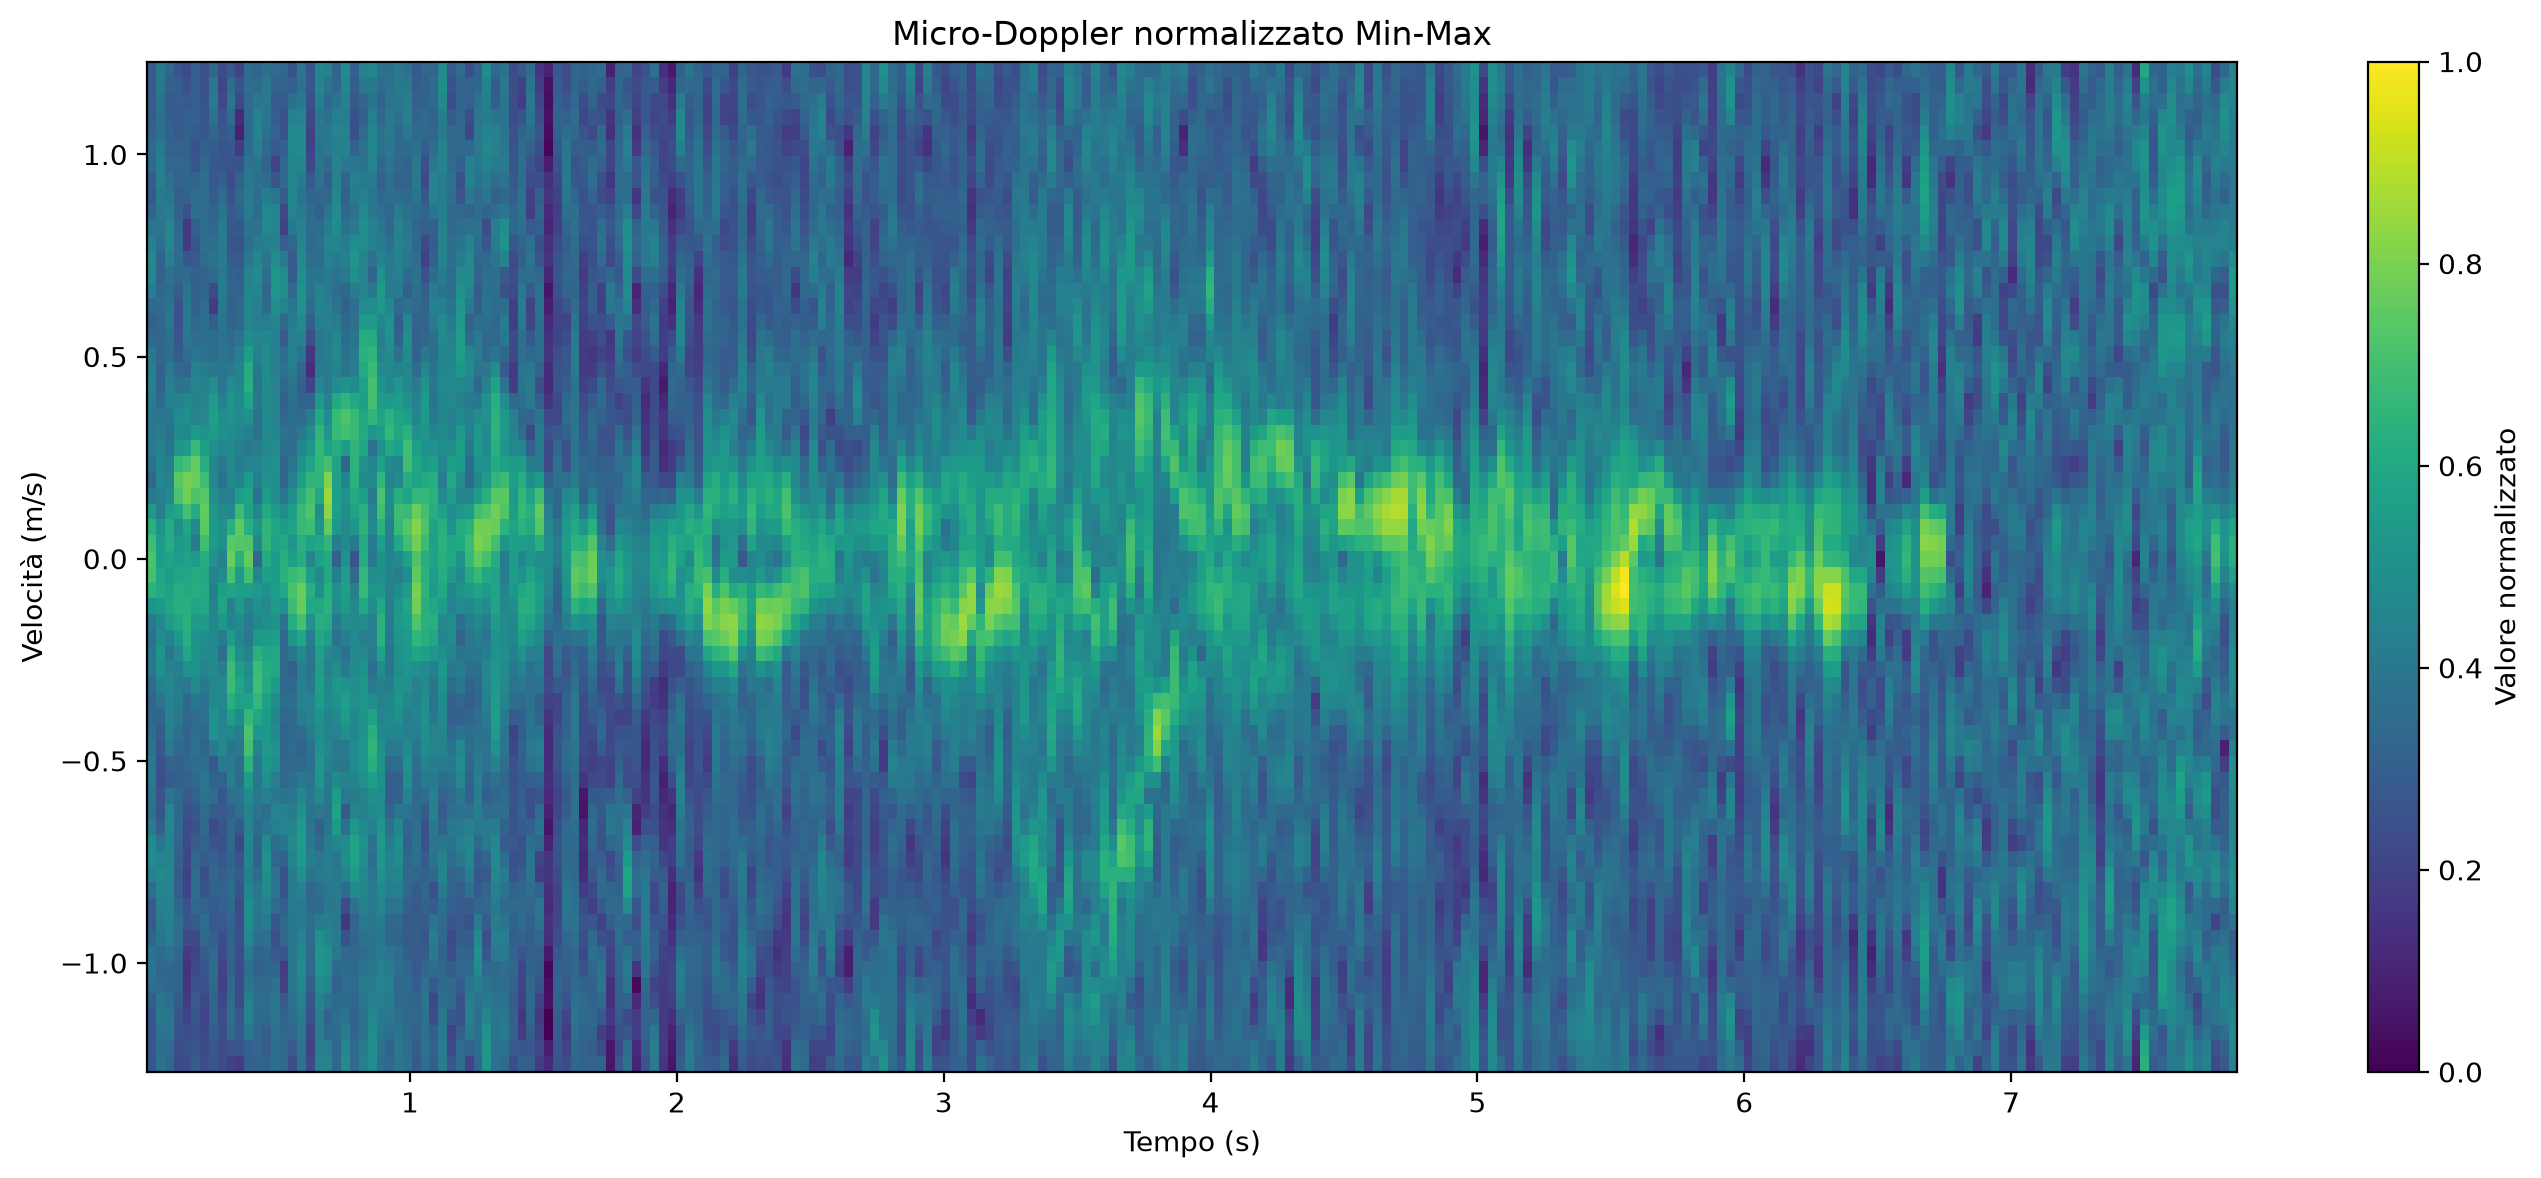 Micro-Doppler normalizzato Min-Max
1.0
0.5
0.0
−0.5
−1.0
Velocità (m/s)
1 2 3 4 5 6 7
Tempo (s)
1.0
0.8
0.6
0.4
0.2
0.0
Valore normalizzato